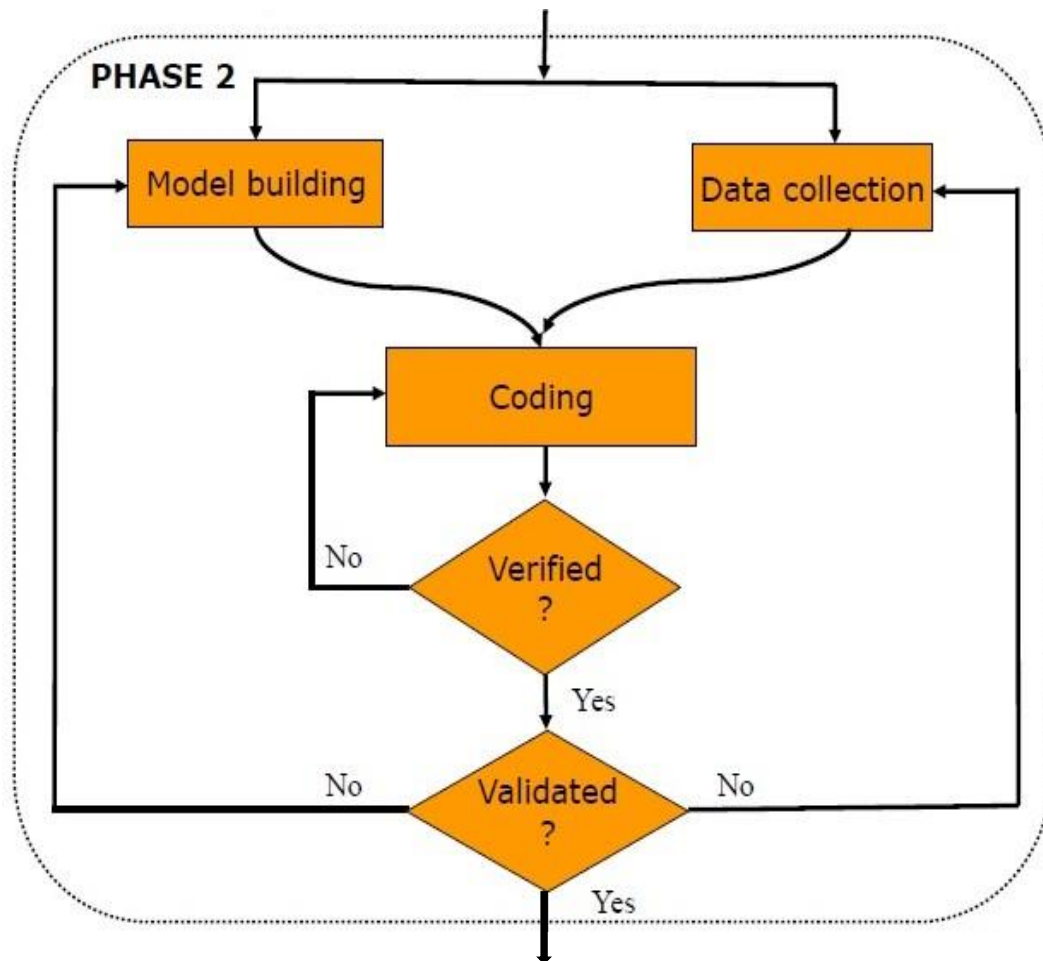 PHASE 2
Model building
Data collection
Coding
No
Verified
?
Yes
No
Validated
?
No
Yes